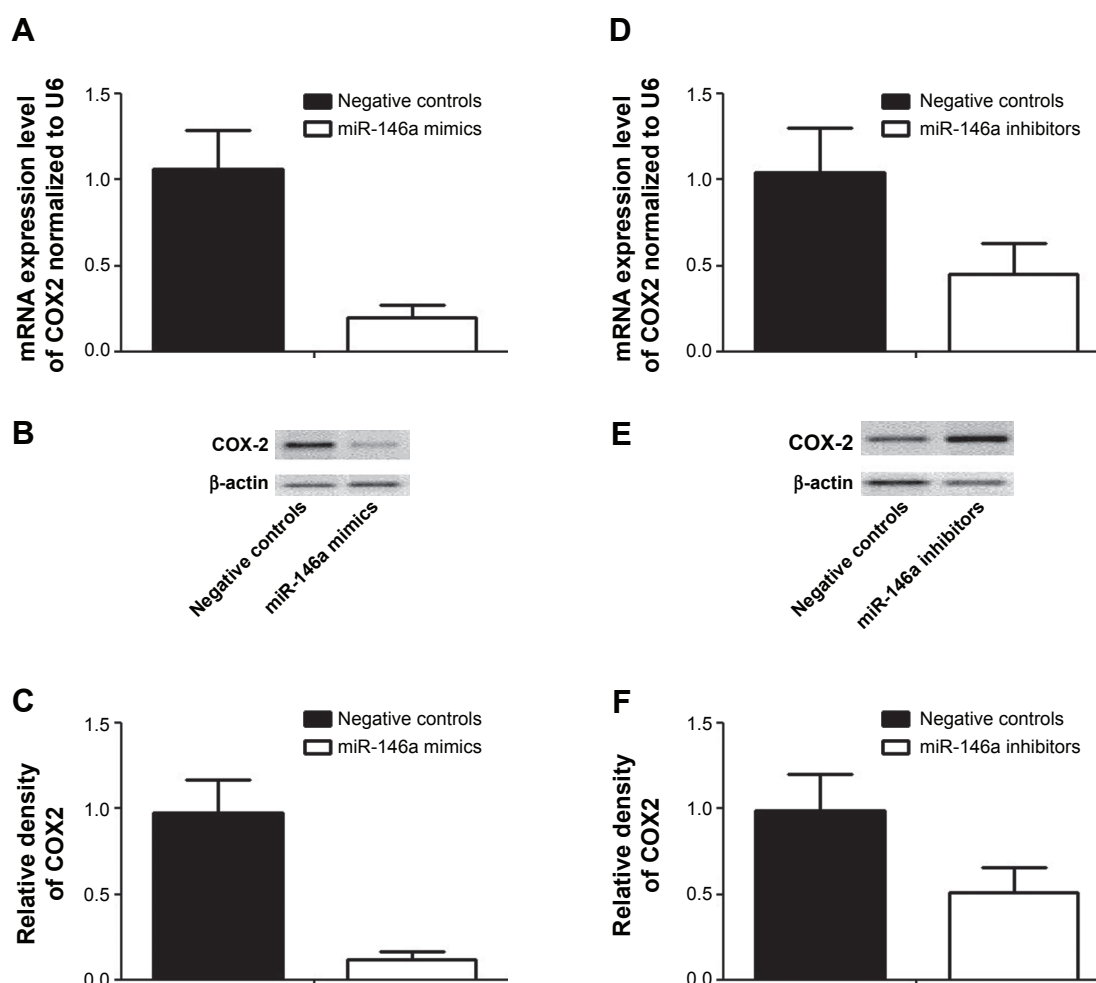 A
mRNA expression level
of COX2 normalized to U6
1.5
1.0
0.5
0.0
Negative controls
miR-146a mimics
B
COX-2
β-actin
Negative controls
miR-146a mimics
C
Relative density
of COX2
1.5
1.0
0.5
0.0
Negative controls
miR-146a mimics
D
mRNA expression level
of COX2 normalized to U6
1.5
1.0
0.5
0.0
Negative controls
miR-146a inhibitors
E
COX-2
β-actin
Negative controls
miR-146a inhibitors
F
Relative density
of COX2
1.5
1.0
0.5
0.0
Negative controls
miR-146a inhibitors